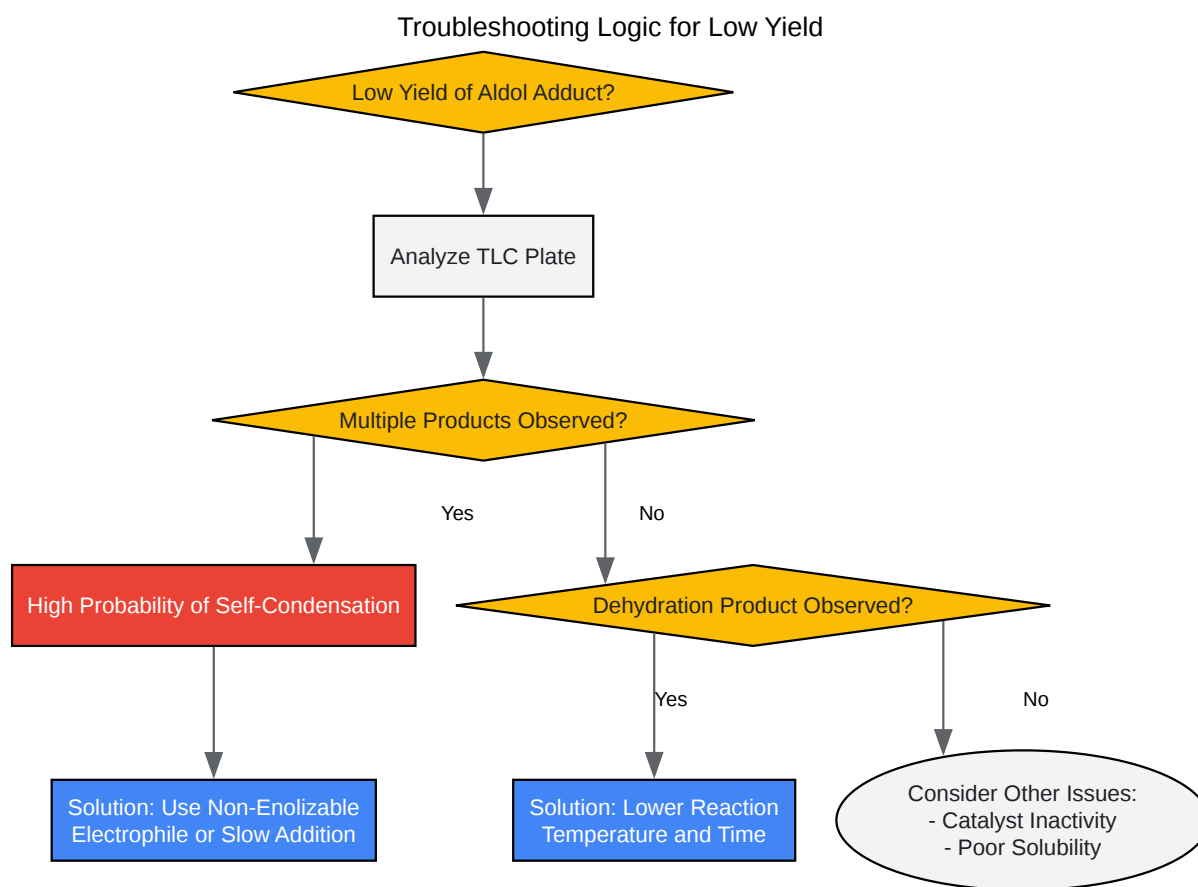 Troubleshooting Logic for Low Yield
Low Yield of Aldol Adduct?
Analyze TLC Plate
Multiple Products Observed?
Yes
No
High Probability of Self-Condensation
Dehydration Product Observed?
Yes
No
Solution: Use Non-Enolizable
Electrophile or Slow Addition
Solution: Lower Reaction
Temperature and Time
Consider Other Issues:
- Catalyst Inactivity
- Poor Solubility